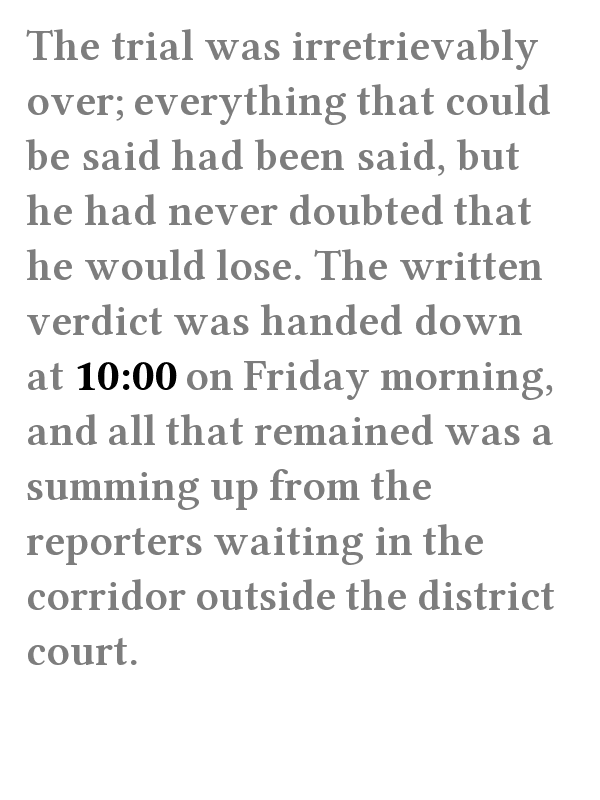 The trial was irretrievably
over; everything that could
be said had been said, but
he had never doubted that
he would lose. The written
verdict was handed down
at 10:00 on Friday morning,
and all that remained was a
summing up from the
reporters waiting in the
corridor outside the district
court.